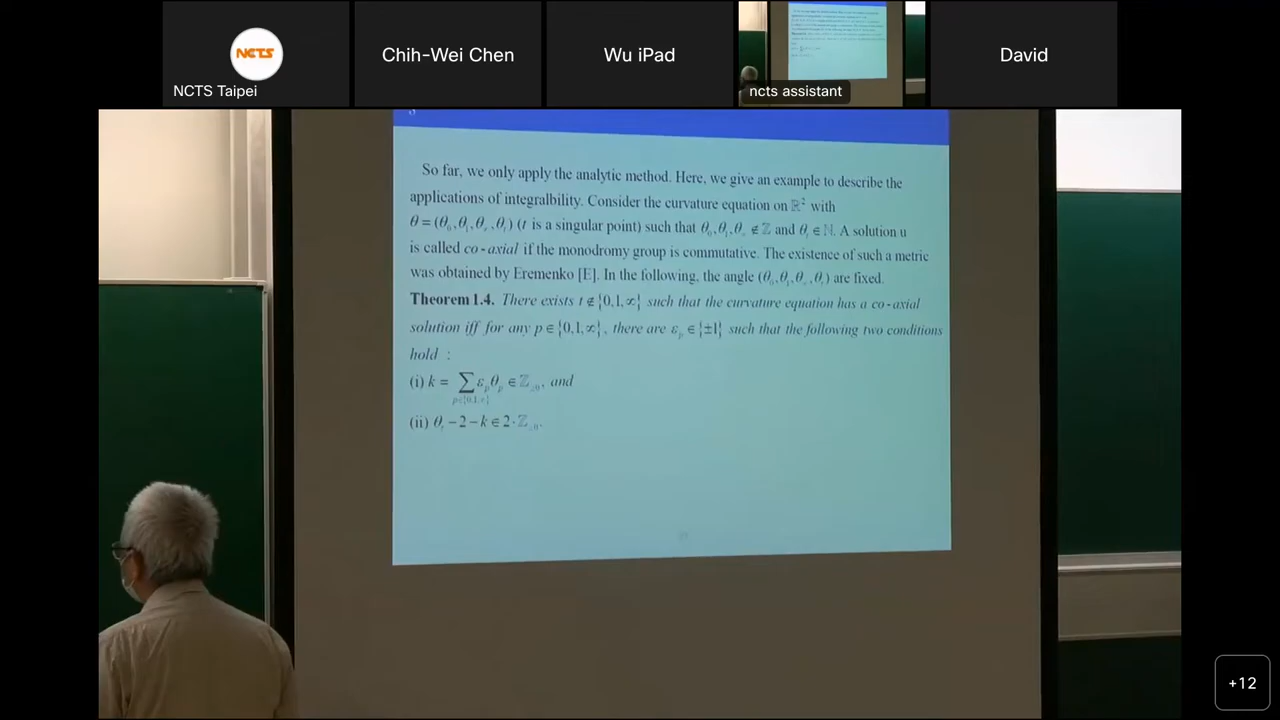 NCTS
NCTS Taipei
Chih-Wei Chen
Wu iPad
ncts assistant
David
So far, we only apply the analytic method. Here, we give an example to describe the
applications of integralbility. Consider the curvature equation on ℝ² with
θ = (θ₀, θ₁, θ∞, θₜ) (t is a singular point) such that θ₀, θ₁, θ∞ ∉ ℤ and θₜ ∈ ℕ. A solution u
is called co-axial if the monodromy group is commutative. The existence of such a metric
was obtained by Eremenko [E]. In the following, the angle (θ₀, θ₁, θ∞, θₜ) are fixed.
Theorem 1.4. There exists t ∉ {0,1,∞} such that the curvature equation has a co-axial
solution iff for any p ∈ {0,1,∞}, there are εₚ ∈ {±1} such that the following two conditions
hold :
(i) k = ∑ εₚθₚ ∈ ℤ≥0, and
p∈{0,1,∞}
(ii) θₜ − 2 − k ∈ 2·ℤ≥0.
+12